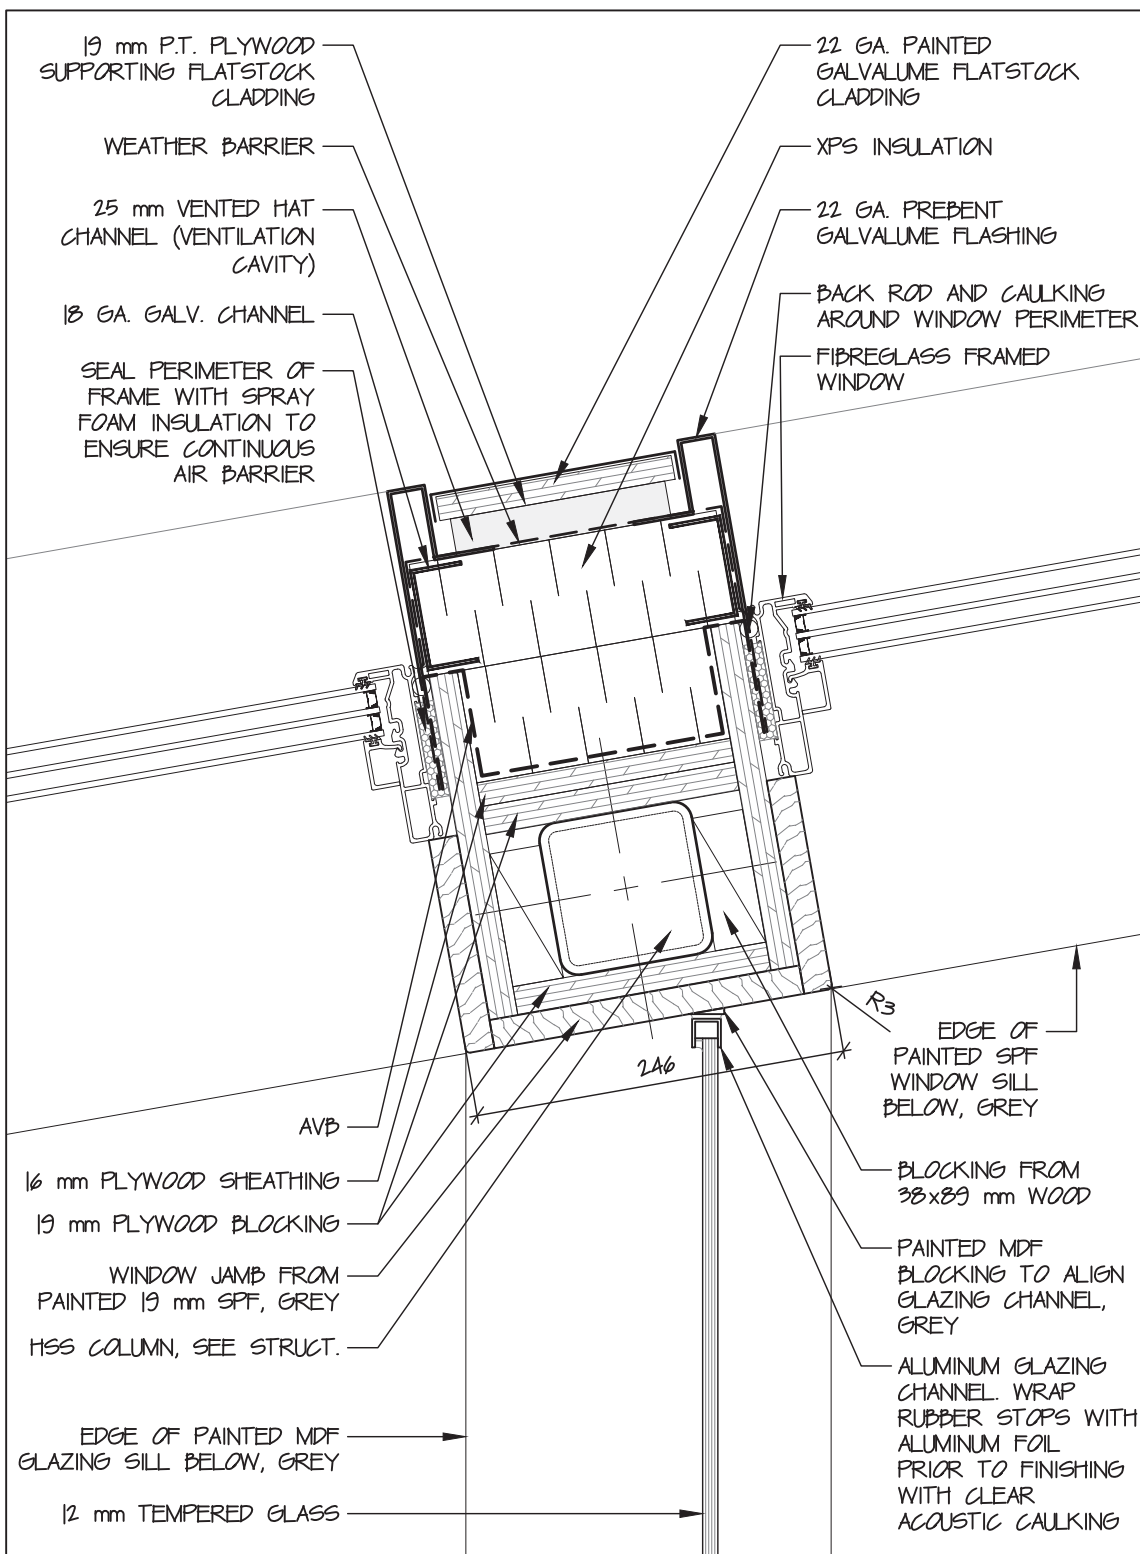 19 mm P.T. PLYWOOD
SUPPORTING FLATSTOCK
CLADDING
WEATHER BARRIER
25 mm VENTED HAT
CHANNEL (VENTILATION
CAVITY)
18 GA. GALV. CHANNEL
SEAL PERIMETER OF
FRAME WITH SPRAY
FOAM INSULATION TO
ENSURE CONTINUOUS
AIR BARRIER
22 GA. PAINTED
GALVALUME FLATSTOCK
CLADDING
XPS INSULATION
22 GA. PREBENT
GALVALUME FLASHING
BACK ROD AND CAULKING
AROUND WINDOW PERIMETER
FIBREGLASS FRAMED
WINDOW
R3
246
EDGE OF
PAINTED SPF
WINDOW SILL
BELOW, GREY
AVB
16 mm PLYWOOD SHEATHING
19 mm PLYWOOD BLOCKING
WINDOW JAMB FROM
PAINTED 19 mm SPF, GREY
HSS COLUMN, SEE STRUCT.
EDGE OF PAINTED MDF
GLAZING SILL BELOW, GREY
12 mm TEMPERED GLASS
BLOCKING FROM
38x89 mm WOOD
PAINTED MDF
BLOCKING TO ALIGN
GLAZING CHANNEL,
GREY
ALUMINUM GLAZING
CHANNEL. WRAP
RUBBER STOPS WITH
ALUMINUM FOIL
PRIOR TO FINISHING
WITH CLEAR
ACOUSTIC CAULKING